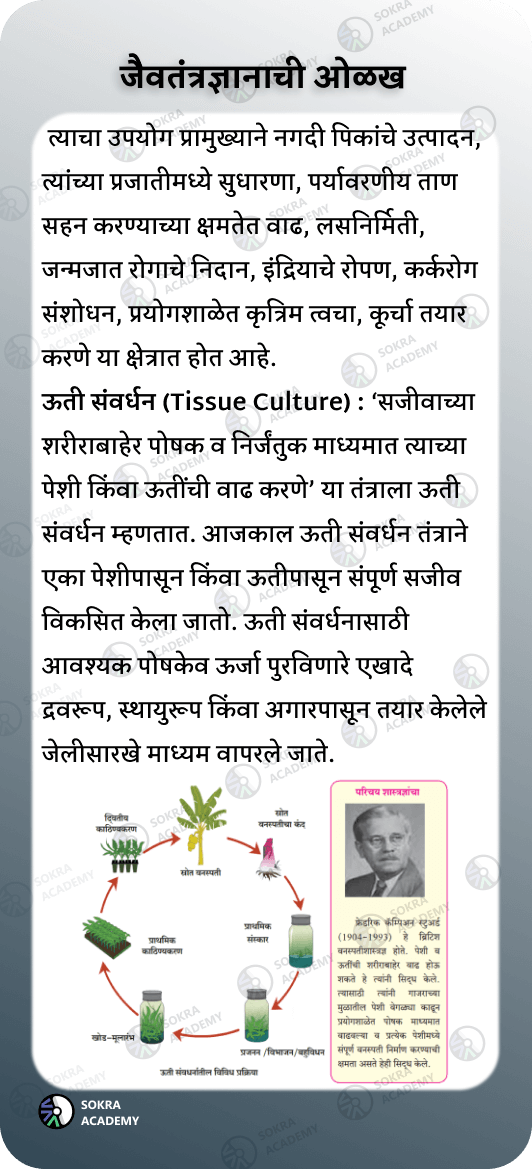 जैवतंत्रज्ञानाची ओळख
त्याचा उपयोग प्रामुख्याने नगदी पिकांचे उत्पादन,
त्यांच्या प्रजातीमध्ये सुधारणा, पर्यावरणीय ताण
सहन करण्याच्या क्षमतेत वाढ, लसनिर्मिती,
जन्मजात रोगाचे निदान, इंद्रियाचे रोपण, कर्करोग
संशोधन, प्रयोगशाळेत कृत्रिम त्वचा, कूर्चा तयार
करणे या क्षेत्रात होत आहे.
ऊती संवर्धन (Tissue Culture) : ‘सजीवाच्या
शरीराबाहेर पोषक व निर्जंतुक माध्यमात त्याच्या
पेशी किंवा ऊतींची वाढ करणे’ या तंत्राला ऊती
संवर्धन म्हणतात. आजकाल ऊती संवर्धन तंत्राने
एका पेशीपासून किंवा ऊतीपासून संपूर्ण सजीव
विकसित केला जातो. ऊती संवर्धनासाठी
आवश्यक पोषकेव ऊर्जा पुरविणारे एखादे
द्रवरूप, स्थायुरूप किंवा अगारपासून तयार केलेले
जेलीसारखे माध्यम वापरले जाते.
द्वितीय
काठिण्यकरण
स्रोत वनस्पती
स्रोत
वनस्पतीचा कंद
प्राथमिक
संस्कार
प्रजनन /विभाजन/बहुविधन
खोड-मूलारंभ
प्राथमिक
काठिण्यकरण
ऊती संवर्धनातील विविध प्रक्रिया
परिचय शास्त्रज्ञांचा
फ्रेडरिक कॅम्पिअन स्टुअर्ड
(1904-1993) हे ब्रिटिश
वनस्पतीशास्त्रज्ञ होते. पेशी व
ऊतींची शरीराबाहेर वाढ होऊ
शकते हे त्यांनी सिद्ध केले.
त्यासाठी त्यांनी गाजराच्या
मुळातील पेशी वेगळ्या काढून
प्रयोगशाळेत पोषक माध्यमात
वाढवल्या व प्रत्येक पेशीमध्ये
संपूर्ण वनस्पती निर्माण करण्याची
क्षमता असते हेही सिद्ध केले.
SOKRA
ACADEMY